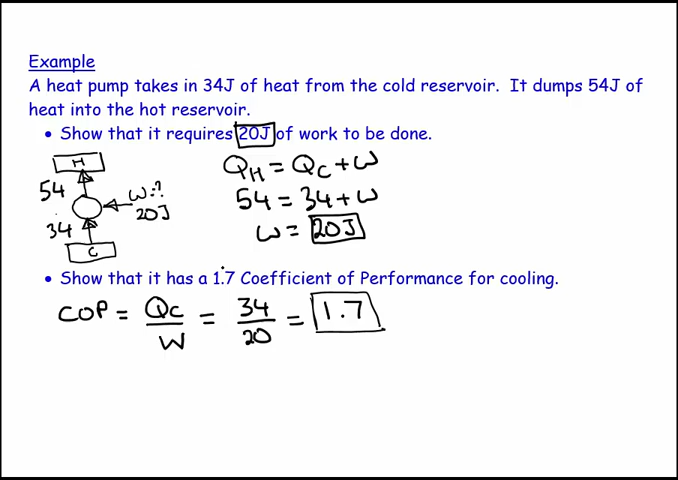 Example
A heat pump takes in 34J of heat from the cold reservoir. It dumps 54J of
heat into the hot reservoir.
• Show that it requires 20J of work to be done.
H
54
W=?
20J
34
C
QH = QC + W
54 = 34 + W
W = 20J
• Show that it has a 1.7 Coefficient of Performance for cooling.
COP = QC/W = 34/20 = 1.7